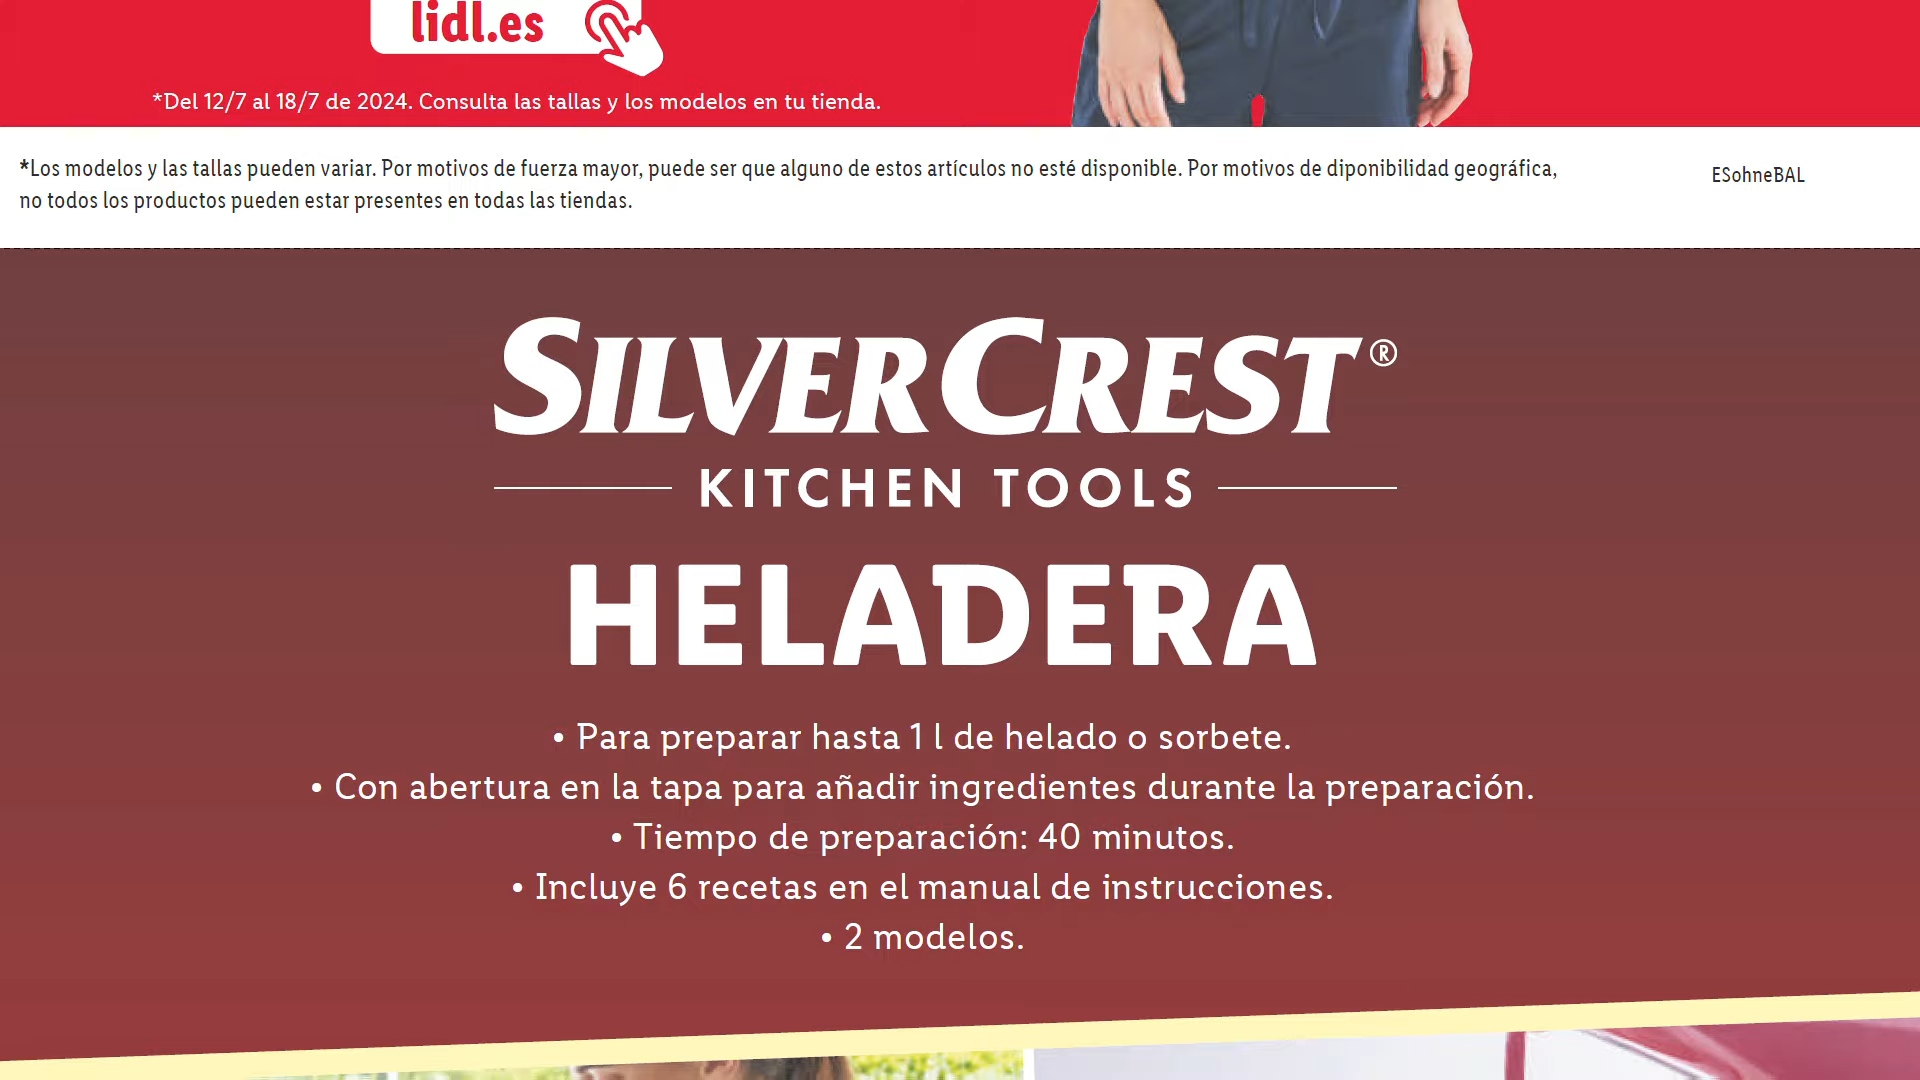 lidl.es
*Del 12/7 al 18/7 de 2024. Consulta las tallas y los modelos en tu tienda.
*Los modelos y las tallas pueden variar. Por motivos de fuerza mayor, puede ser que alguno de estos artículos no esté disponible. Por motivos de diponibilidad geográfica,
no todos los productos pueden estar presentes en todas las tiendas.
ESohneBAL
SILVERCREST®
KITCHEN TOOLS
HELADERA
• Para preparar hasta 1 l de helado o sorbete.
• Con abertura en la tapa para añadir ingredientes durante la preparación.
• Tiempo de preparación: 40 minutos.
• Incluye 6 recetas en el manual de instrucciones.
• 2 modelos.